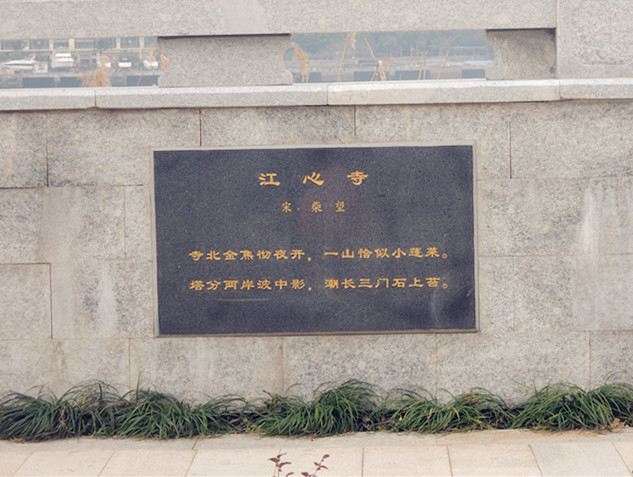 江心寺
宋·柴望
寺北金焦彻夜开，一山恰似小蓬莱。
塔分两岸波中影，潮长三门石上苔。